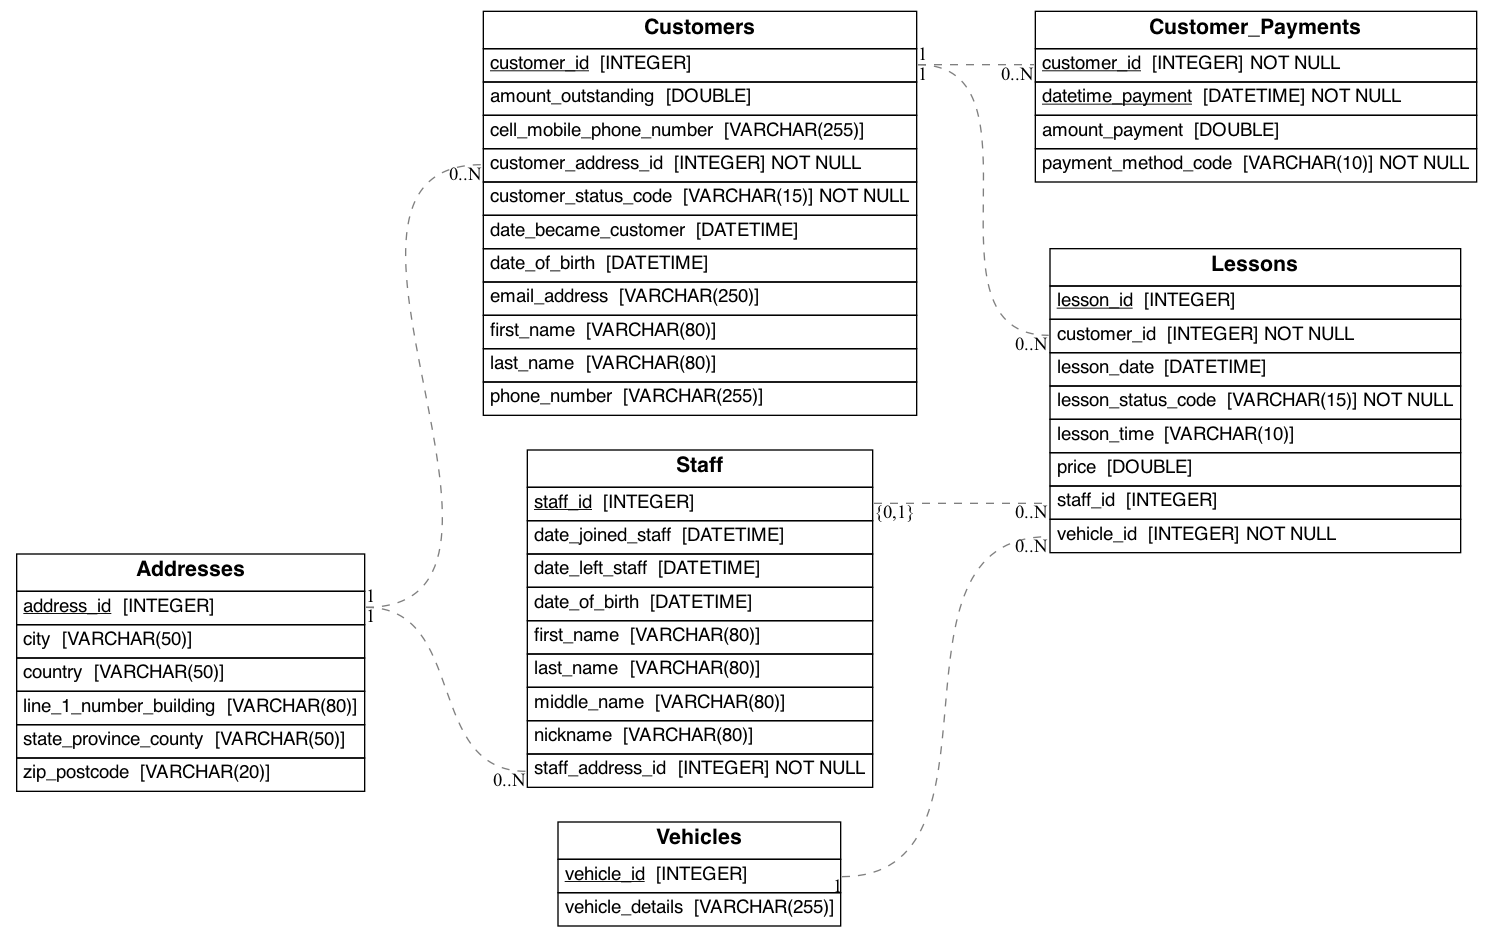 Customers
customer_id [INTEGER]
amount_outstanding [DOUBLE]
cell_mobile_phone_number [VARCHAR(255)]
customer_address_id [INTEGER] NOT NULL
customer_status_code [VARCHAR(15)] NOT NULL
date_became_customer [DATETIME]
date_of_birth [DATETIME]
email_address [VARCHAR(250)]
first_name [VARCHAR(80)]
last_name [VARCHAR(80)]
phone_number [VARCHAR(255)]
1
1
0..N
0..N
Customer_Payments
customer_id [INTEGER] NOT NULL
datetime_payment [DATETIME] NOT NULL
amount_payment [DOUBLE]
payment_method_code [VARCHAR(10)] NOT NULL
Lessons
lesson_id [INTEGER]
customer_id [INTEGER] NOT NULL
lesson_date [DATETIME]
lesson_status_code [VARCHAR(15)] NOT NULL
lesson_time [VARCHAR(10)]
price [DOUBLE]
staff_id [INTEGER]
vehicle_id [INTEGER] NOT NULL
0..N
0..N
0..N
Staff
staff_id [INTEGER]
date_joined_staff [DATETIME]
date_left_staff [DATETIME]
date_of_birth [DATETIME]
first_name [VARCHAR(80)]
last_name [VARCHAR(80)]
middle_name [VARCHAR(80)]
nickname [VARCHAR(80)]
staff_address_id [INTEGER] NOT NULL
{0,1}
0..N
Addresses
address_id [INTEGER]
city [VARCHAR(50)]
country [VARCHAR(50)]
line_1_number_building [VARCHAR(80)]
state_province_county [VARCHAR(50)]
zip_postcode [VARCHAR(20)]
1
1
Vehicles
vehicle_id [INTEGER]
vehicle_details [VARCHAR(255)]
1